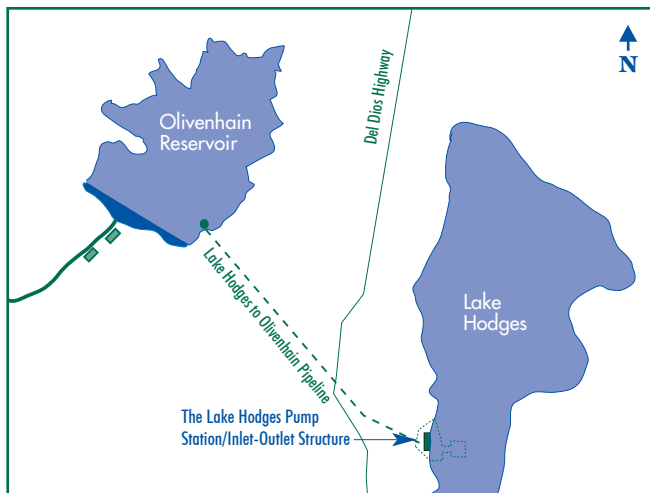 Olivenhain
Reservoir
Del Dios Highway
N
Lake Hodges to Olivenhain Pipeline
Lake
Hodges
The Lake Hodges Pump
Station/Inlet-Outlet Structure